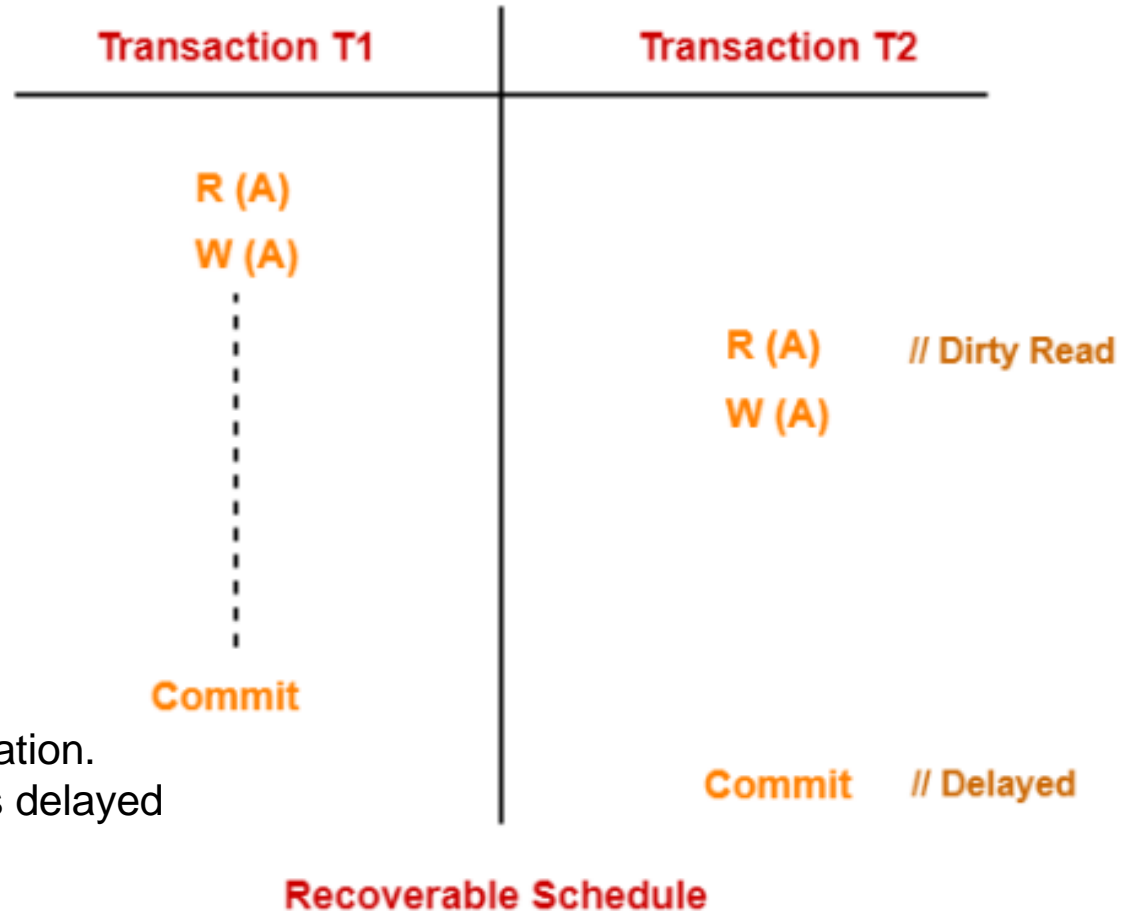 Transaction T1 Transaction T2
R (A)
W (A)
R (A) // Dirty Read
W (A)
Commit
ation.
Commit // Delayed
s delayed
Recoverable Schedule